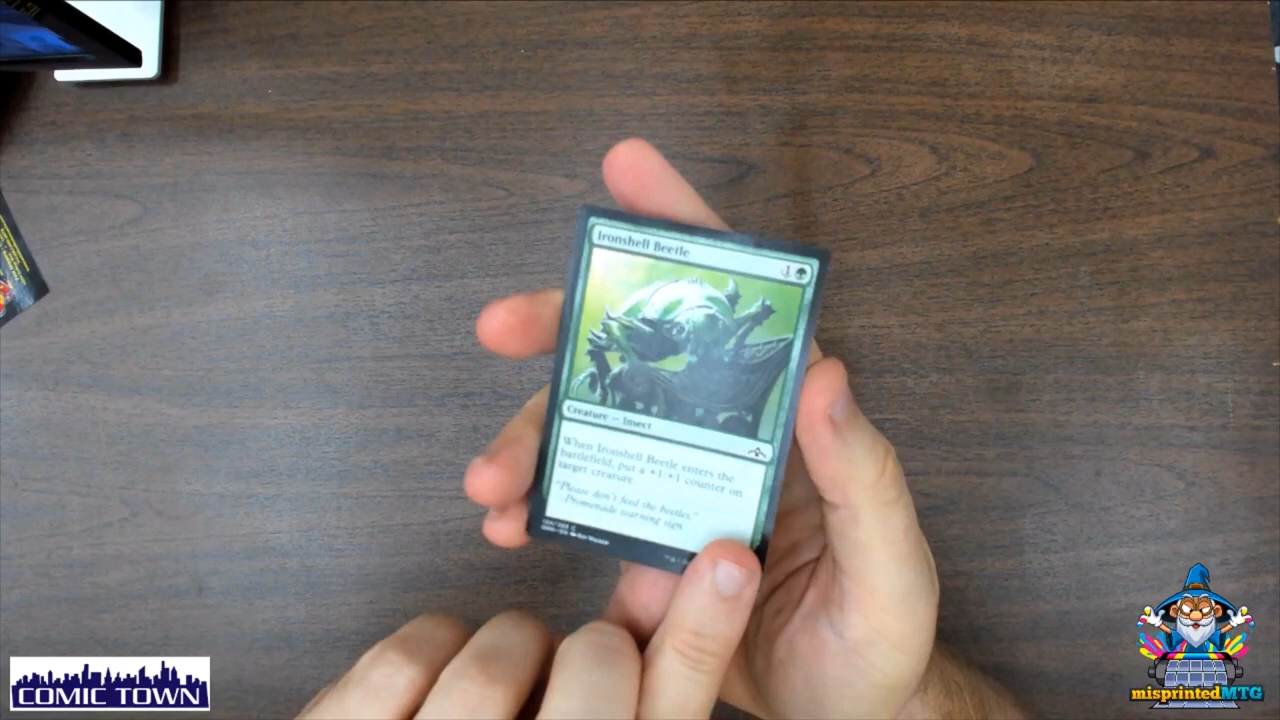 Ironshell Beetle
1
Creature — Insect
When Ironshell Beetle enters the
battlefield, put a +1/+1 counter on
target creature.
"Please don't feed the beetles."
–Promenade warning sign
COMIC TOWN
misprintedMTG